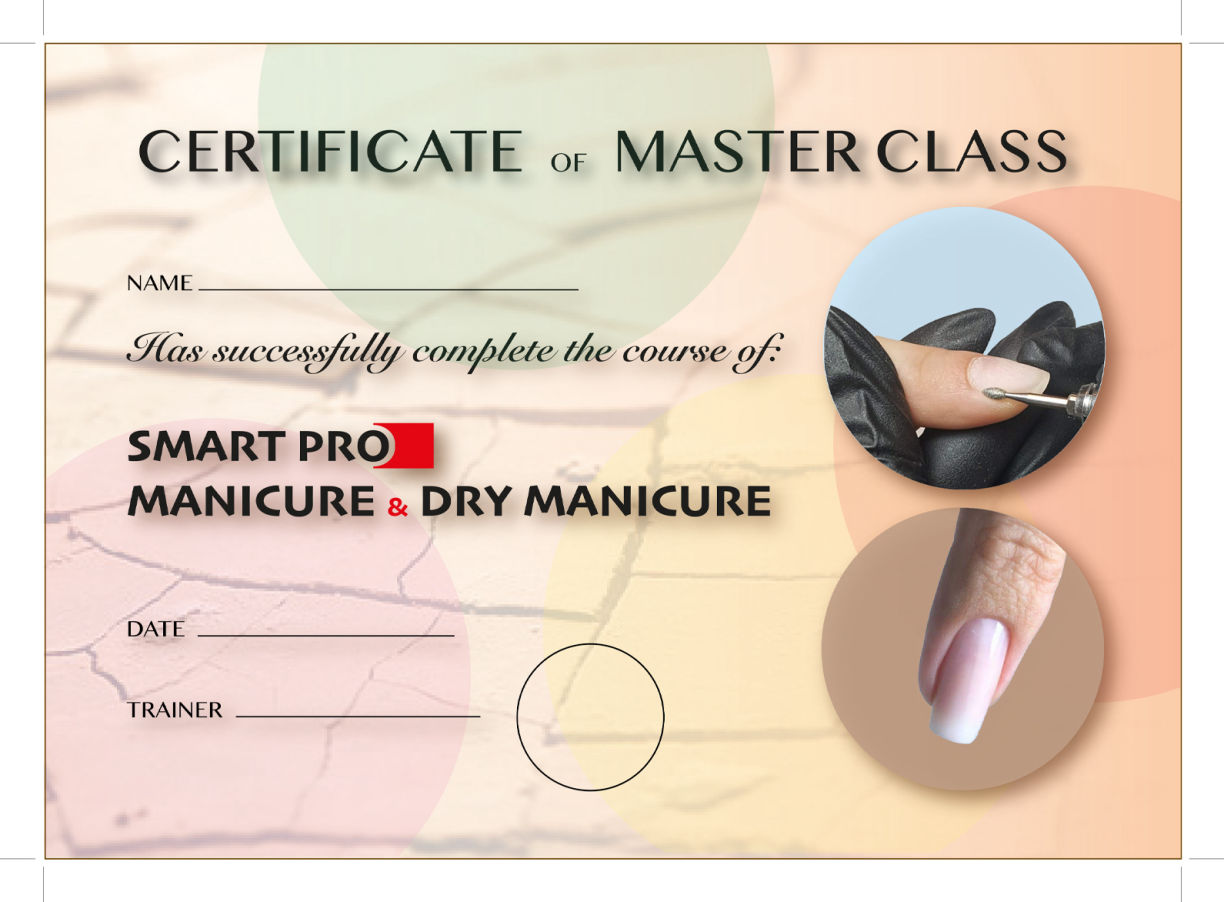 CERTIFICATE OF MASTER CLASS
NAME
Has successfully complete the course of:
SMART PRO
MANICURE & DRY MANICURE
DATE
TRAINER